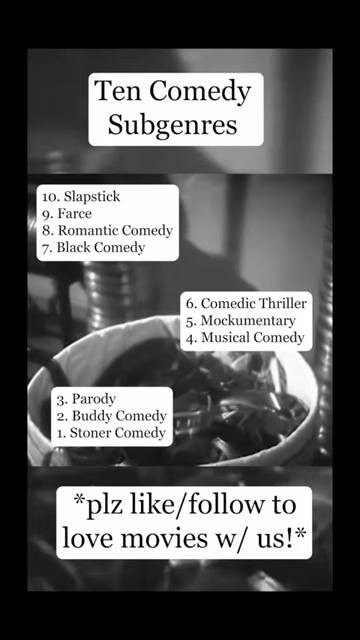 Ten Comedy
Subgenres
10. Slapstick
9. Farce
8. Romantic Comedy
7. Black Comedy
6. Comedic Thriller
5. Mockumentary
4. Musical Comedy
3. Parody
2. Buddy Comedy
1. Stoner Comedy
*plz like/follow to
love movies w/ us!*